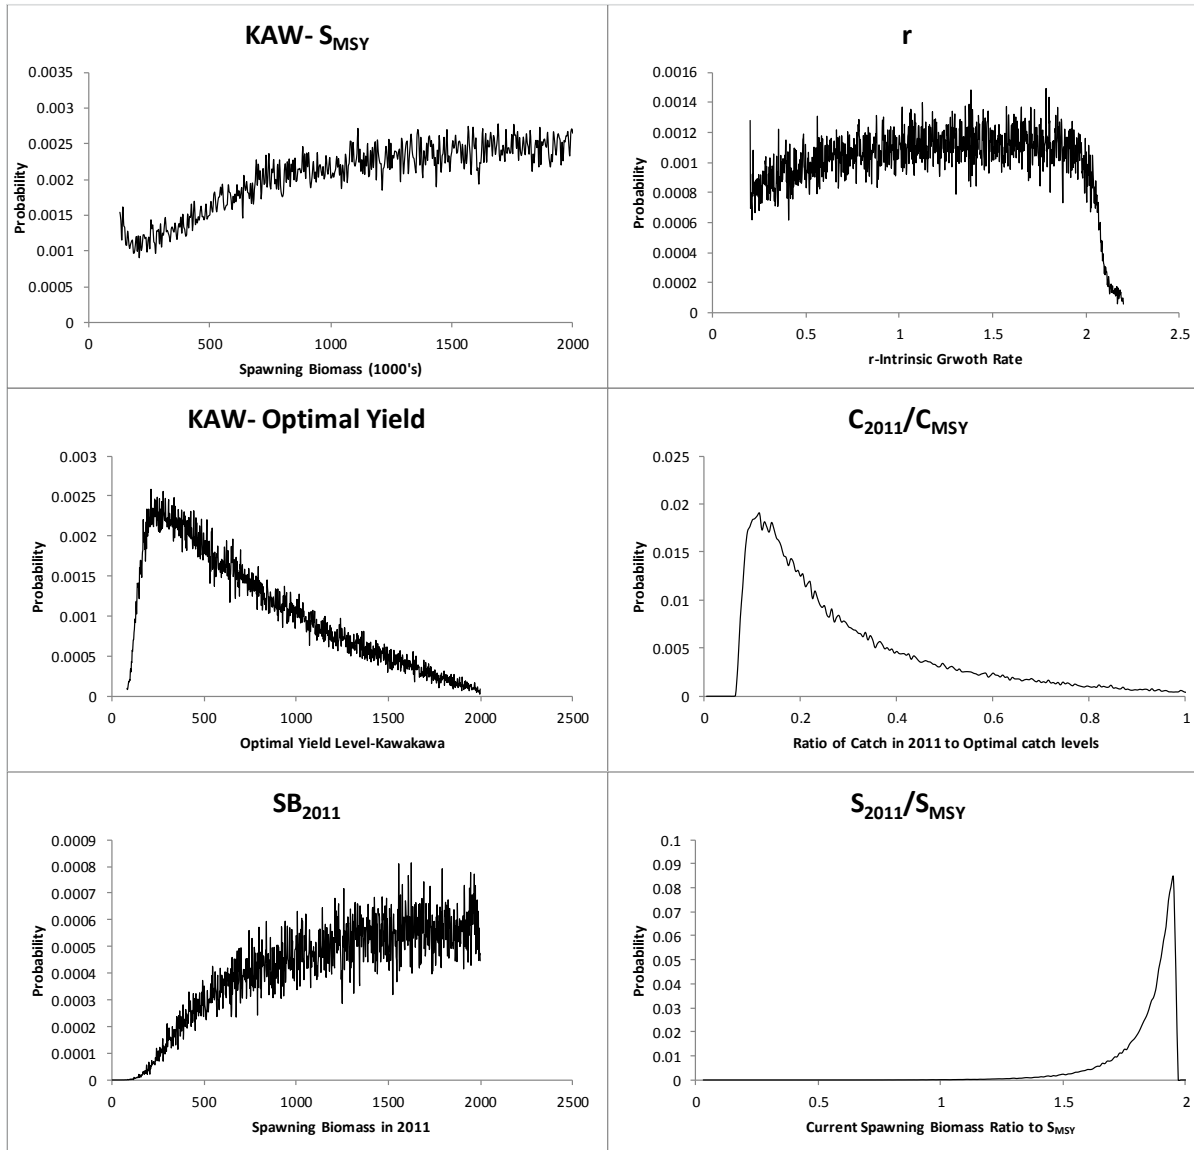 KAW- SMSY
0.0035
0.003
0.0025
0.002
0.0015
0.001
0.0005
0
Probability
0 500 1000 1500 2000
Spawning Biomass (1000's)
r
0.0016
0.0014
0.0012
0.001
0.0008
0.0006
0.0004
0.0002
0
Probability
0 0.5 1 1.5 2 2.5
r-Intrinsic Grwoth Rate
KAW- Optimal Yield
0.003
0.0025
0.002
0.0015
0.001
0.0005
0
Probability
0 500 1000 1500 2000 2500
Optimal Yield Level-Kawakawa
C2011/CMSY
0.025
0.02
0.015
0.01
0.005
0
Probability
0 0.2 0.4 0.6 0.8 1
Ratio of Catch in 2011 to Optimal catch levels
SB2011
0.0009
0.0008
0.0007
0.0006
0.0005
0.0004
0.0003
0.0002
0.0001
0
Probability
0 500 1000 1500 2000 2500
Spawning Biomass in 2011
S2011/SMSY
0.1
0.09
0.08
0.07
0.06
0.05
0.04
0.03
0.02
0.01
0
Probability
0 0.5 1 1.5 2
Current Spawning Biomass Ratio to SMSY